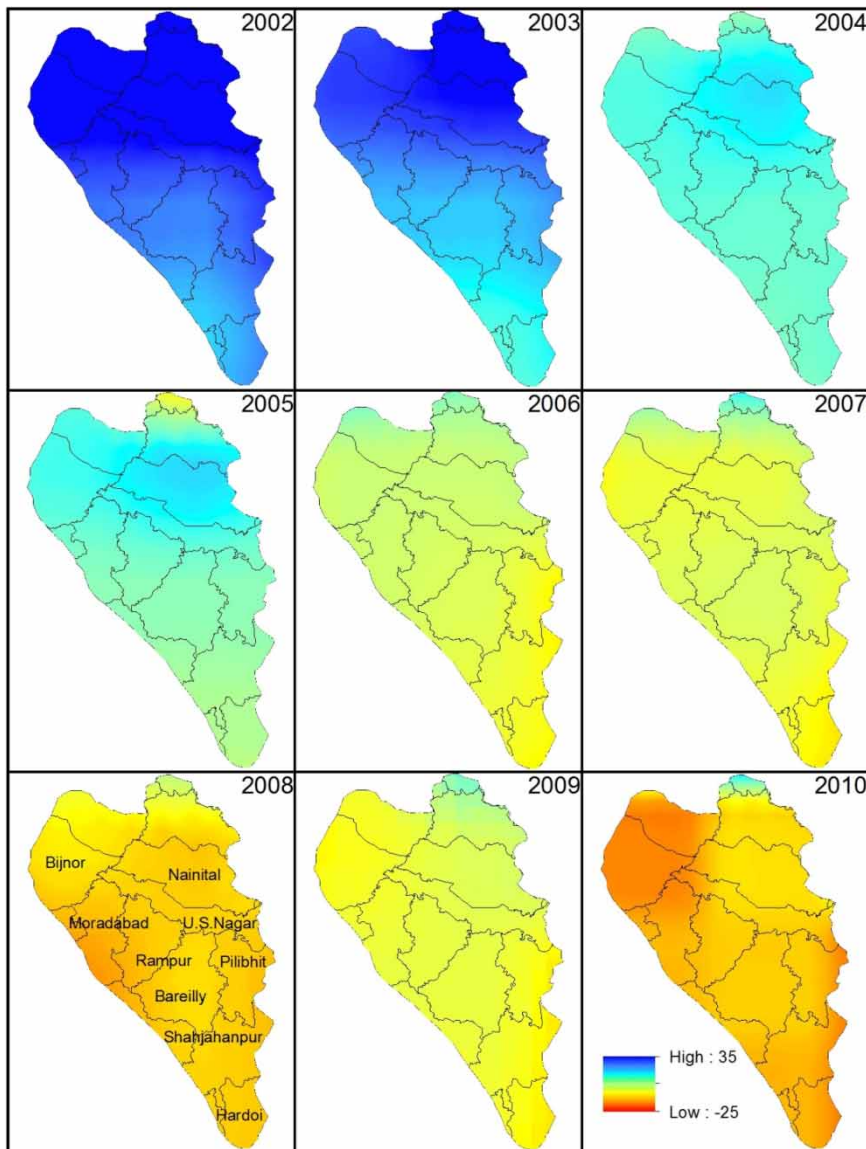 2002
2003
2004
2005
2006
2007
2008
2009
2010
Bijnor
Nainital
Moradabad
U.S.Nagar
Rampur
Pilibhit
Bareilly
Shahjahanpur
Hardoi
High : 35
Low : -25